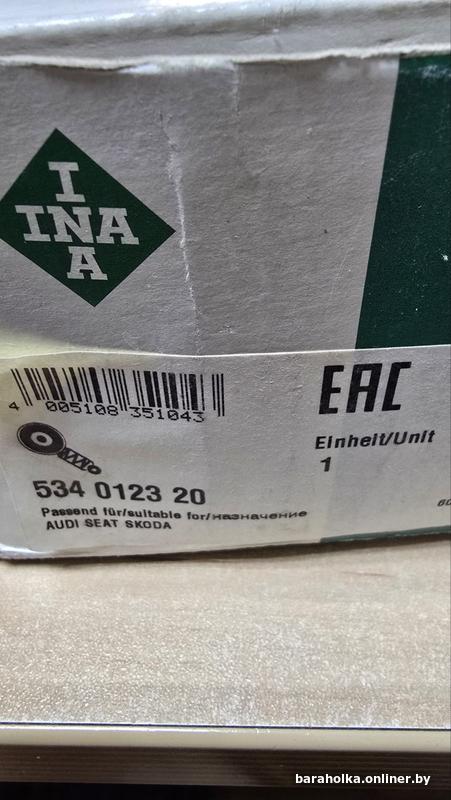 I
INA
A
4 005108 351043
EAC
Einheit/Unit
1
534 0123 20
Passend für/suitable for/назначение
AUDI SEAT SKODA
baraholka.onliner.by